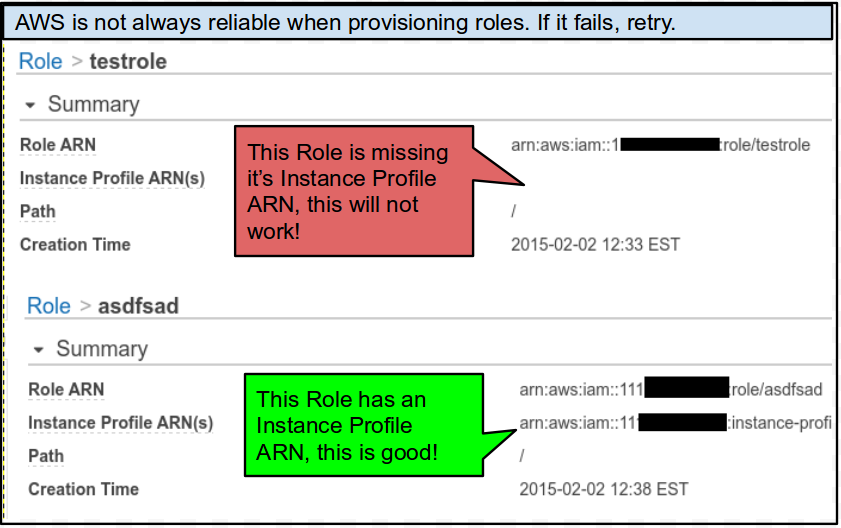 AWS is not always reliable when provisioning roles. If it fails, retry.
Role > testrole
Summary
Role ARN arn:aws:iam::1 :role/testrole
Instance Profile ARN(s)
Path /
Creation Time 2015-02-02 12:33 EST
This Role is missing
it's Instance Profile
ARN, this will not
work!
Role > asdfsad
Summary
Role ARN arn:aws:iam::111 :role/asdfsad
Instance Profile ARN(s) arn:aws:iam::11 :instance-profi
Path /
Creation Time 2015-02-02 12:38 EST
This Role has an
Instance Profile
ARN, this is good!